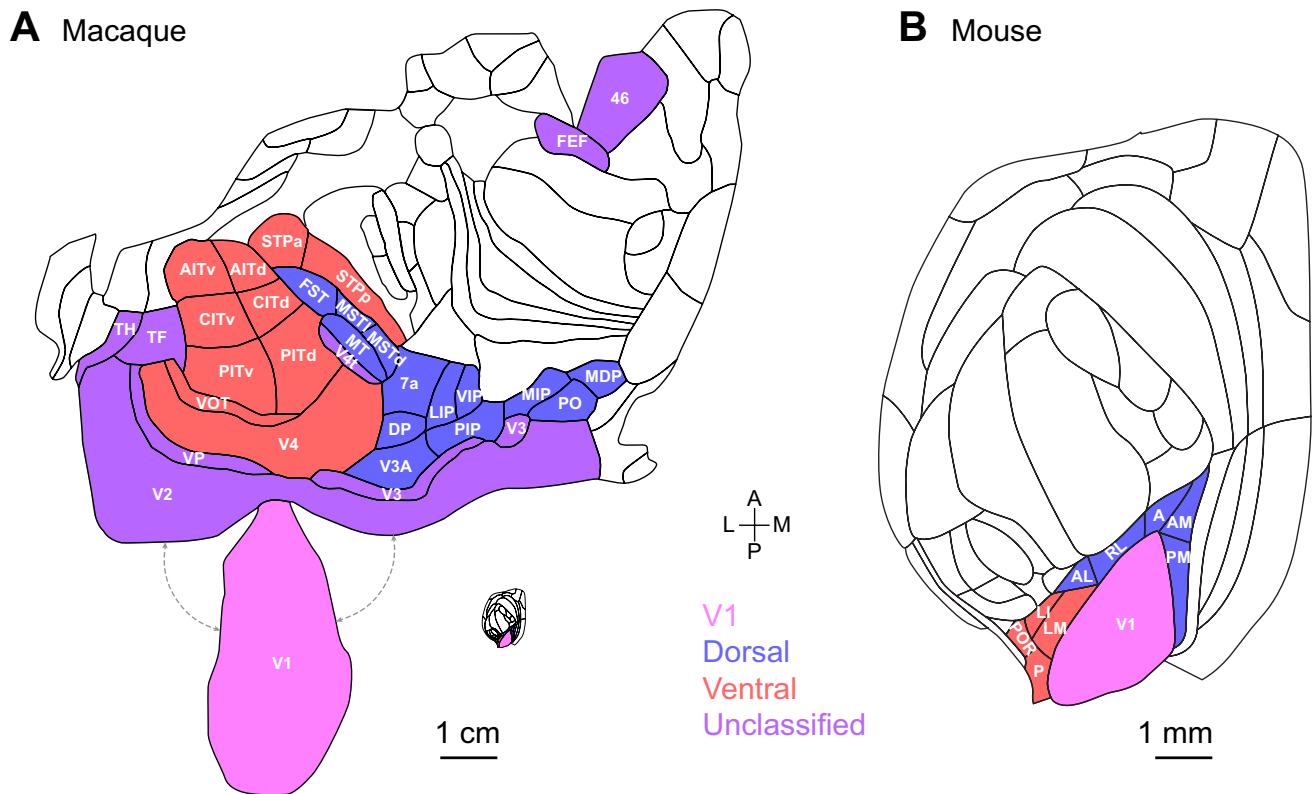 A Macaque
B Mouse
46
FEF
STPa
STPp
AITv
AITd
FST
CITd
MSTl
CITv
TH
TF
MT
MSTd
V4t
PITd
PITv
7a
VIP
MIP
MDP
VOT
LIP
PO
DP
PIP
V3
V4
VP
V3A
V2
V3
V1
A
L M
P
V1
Dorsal
Ventral
Unclassified
1 cm
A
AM
RL
PM
AL
LI
LM
POR
V1
P
1 mm